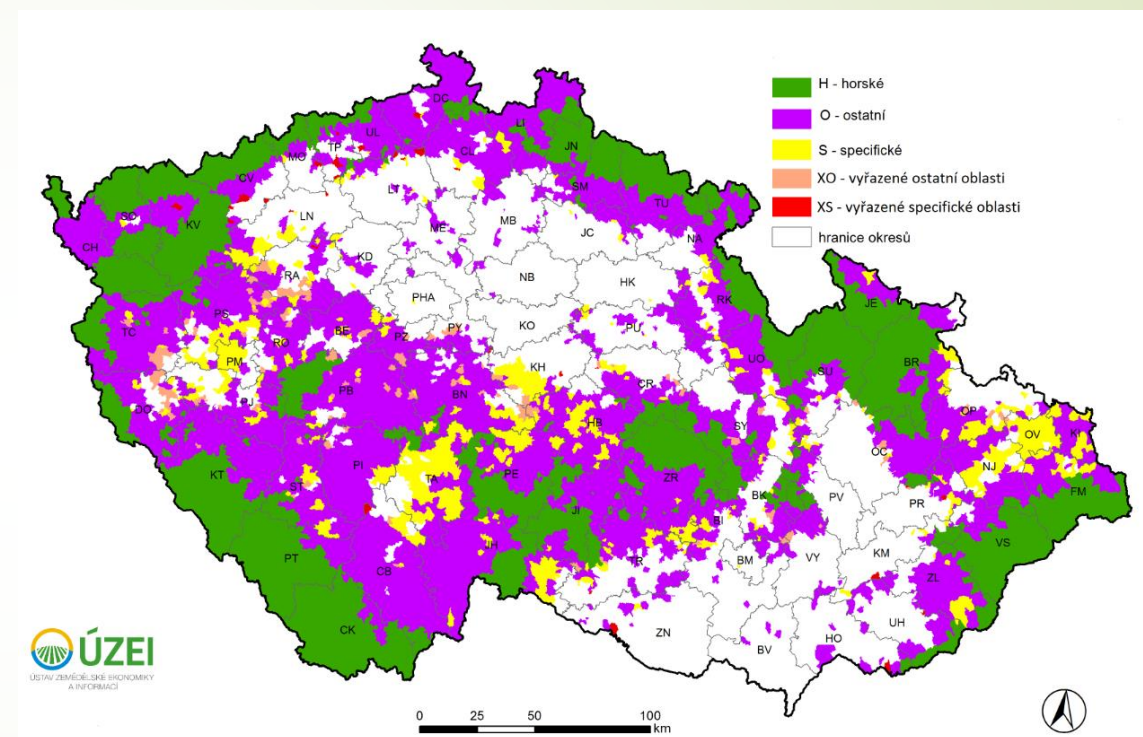 H - horské
O - ostatní
S - specifické
XO - vyřazené ostatní oblasti
XS - vyřazené specifické oblasti
hranice okresů
DC
LI
UL
TP
MO
CL
JN
CV
LT
SM
TU
SO
KV
LN
ME
MB
JC
NA
CH
RA
KD
NB
HK
RK
JE
PHA
PS
KO
PU
TC
RO
BE
PZ
PY
UO
BR
PM
KH
SU
DO
PJ
PB
BN
CR
OP
HB
SY
OV
KI
OC
NJ
KT
PI
TA
PE
ZR
ST
BK
PV
PR
FM
JI
BI
VS
PT
JH
TR
BM
VY
KM
CB
ZL
CK
ZN
BV
HO
UH
ÚZEI
ÚSTAV ZEMĚDĚLSKÉ EKONOMIKY
A INFORMACÍ
0 25 50 100
km